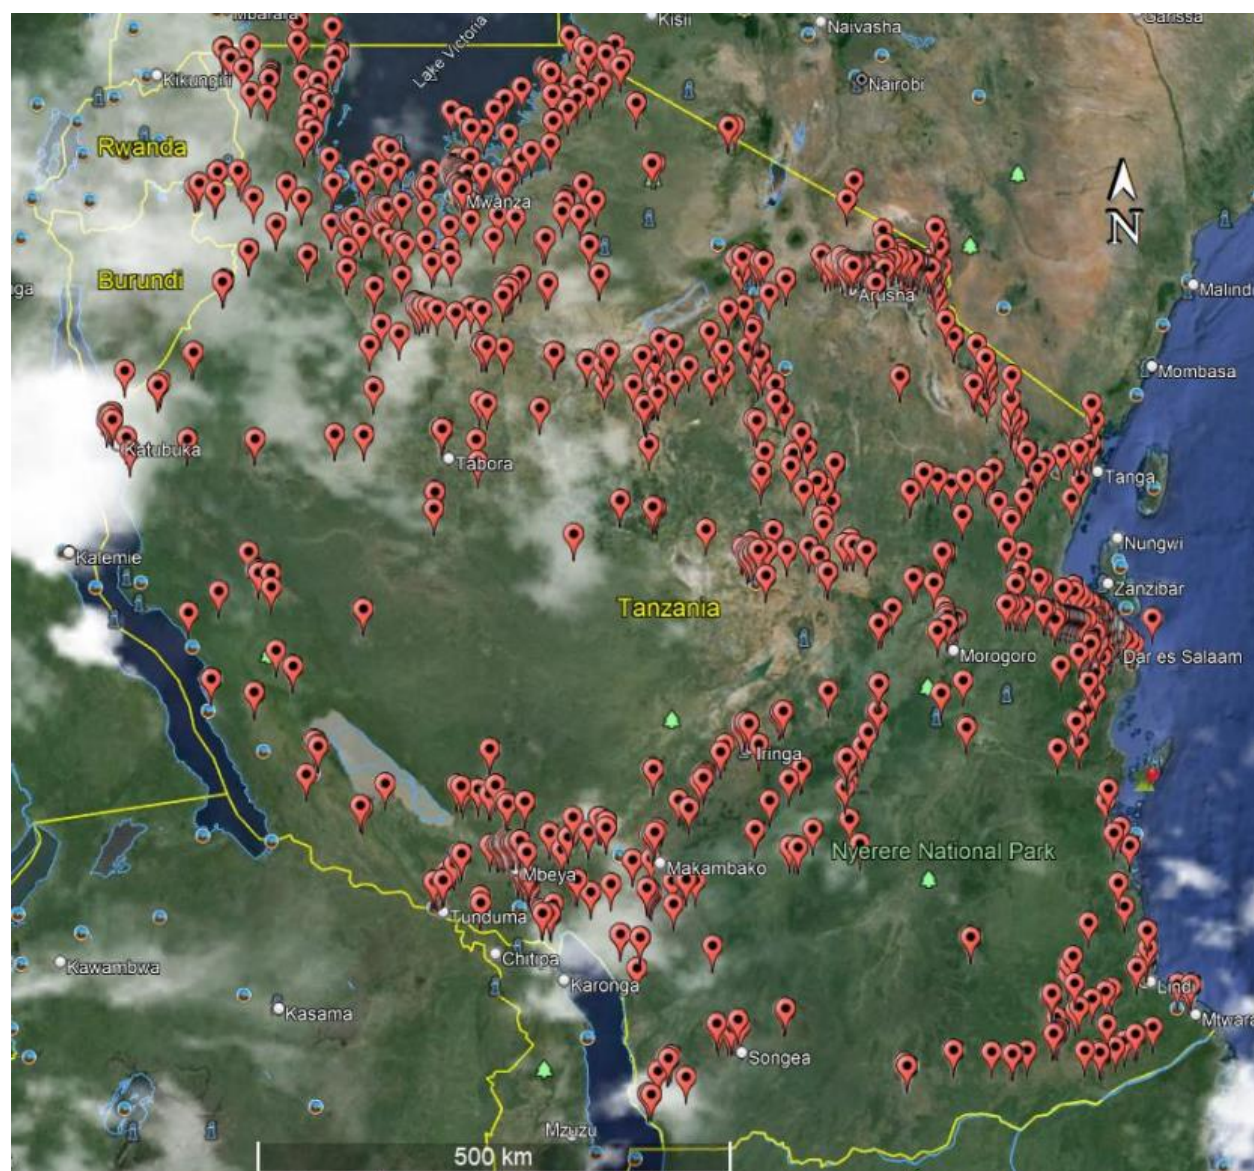 Mbarara
Kisii
Naivasha
Garissa
Lake Victoria
Kikungiri
Nairobi
Rwanda
N
Mwanza
Burundi
Arusha
Malind
Mombasa
Katubuka
Tabora
Tanga
Kalemie
Nungwi
Zanzibar
Tanzania
Morogoro
Dar es Salaam
Iringa
Nyerere National Park
Makambako
Mbeya
Tunduma
Chitipa
Kawambwa
Karonga
Lindi
Kasama
Mtwara
Songea
Mzuzu
500 km